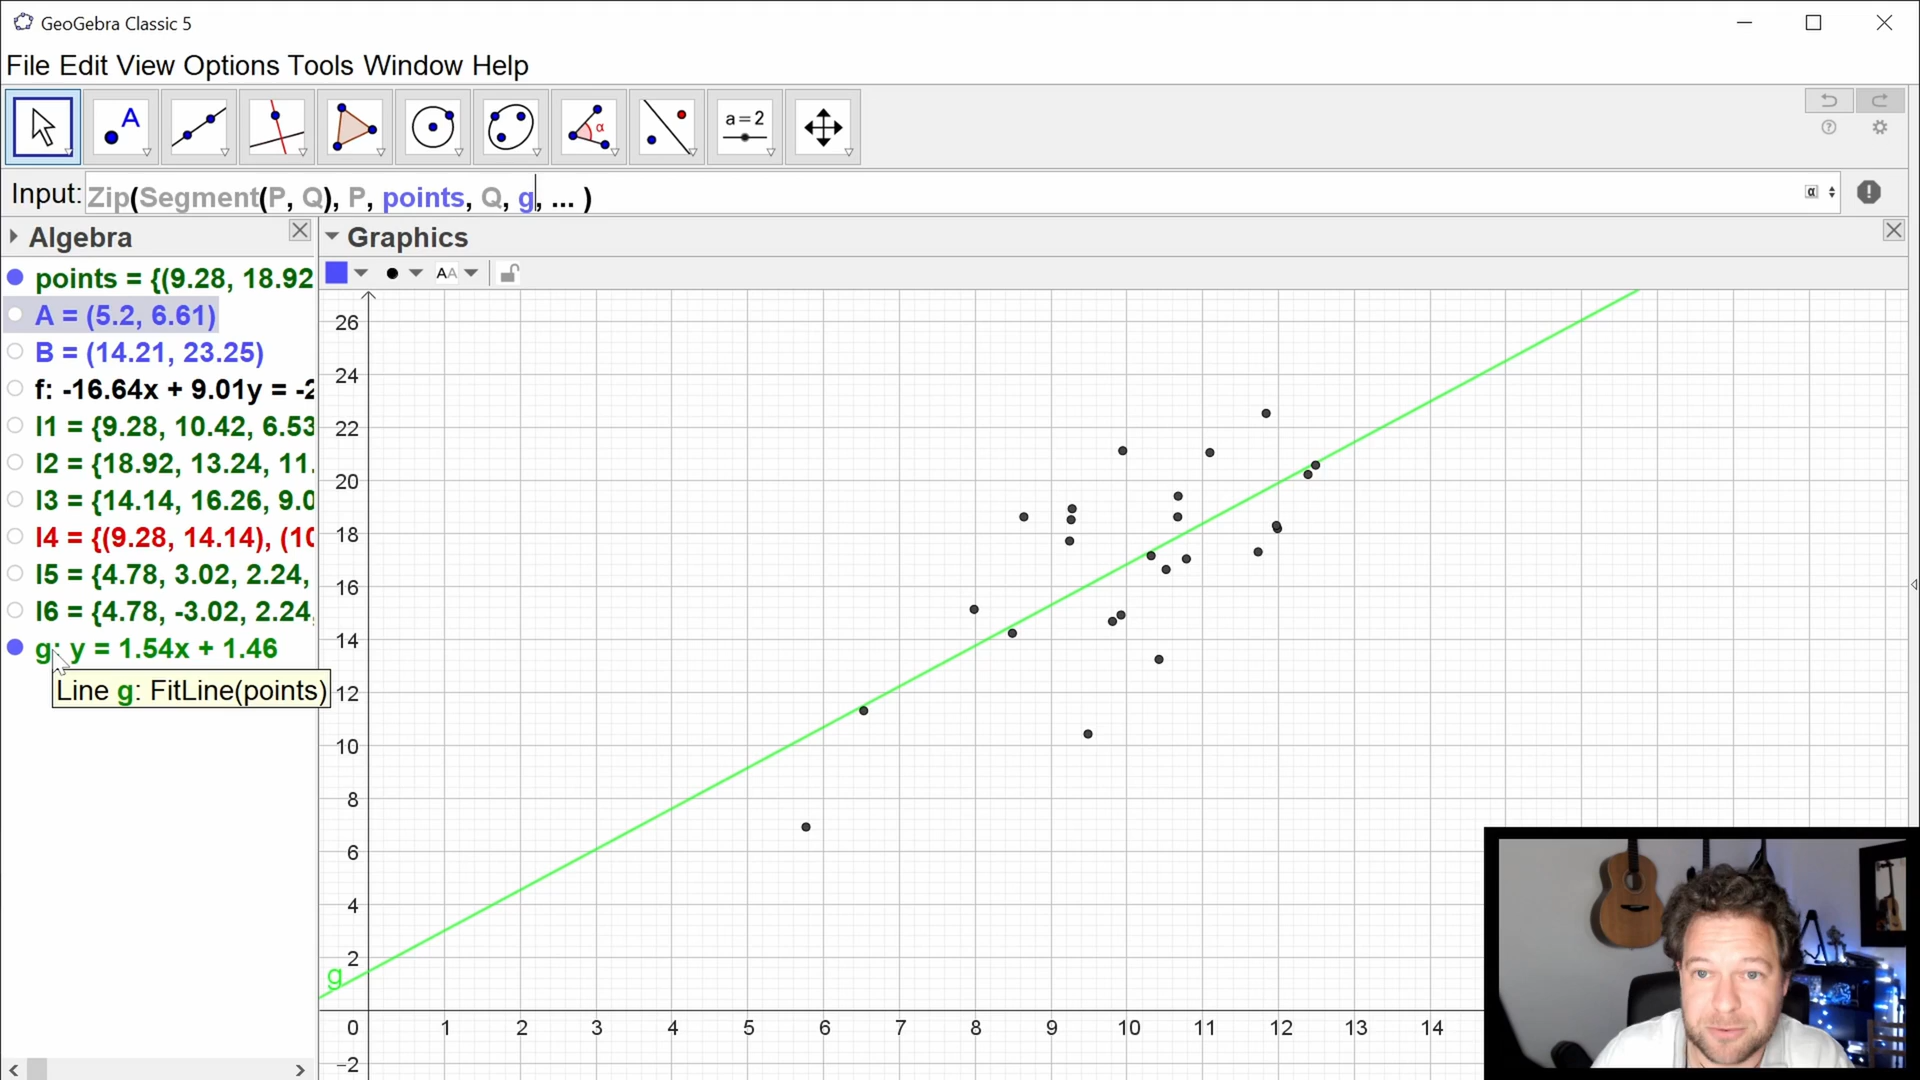 GeoGebra Classic 5
File Edit View Options Tools Window Help
A
α
a=2
Input: Zip(Segment(P, Q), P, points, Q, g, ... )
α
Algebra
Graphics
AA
points = {(9.28, 18.92
A = (5.2, 6.61)
B = (14.21, 23.25)
f: -16.64x + 9.01y = -2
l1 = {9.28, 10.42, 6.53
l2 = {18.92, 13.24, 11.
l3 = {14.14, 16.26, 9.0
l4 = {(9.28, 14.14), (10
l5 = {4.78, 3.02, 2.24,
l6 = {4.78, -3.02, 2.24,
g: y = 1.54x + 1.46
Line g: FitLine(points)
26
24
22
20
18
16
14
12
10
8
6
4
2
g
0 1 2 3 4 5 6 7 8 9 10 11 12 13 14
−2